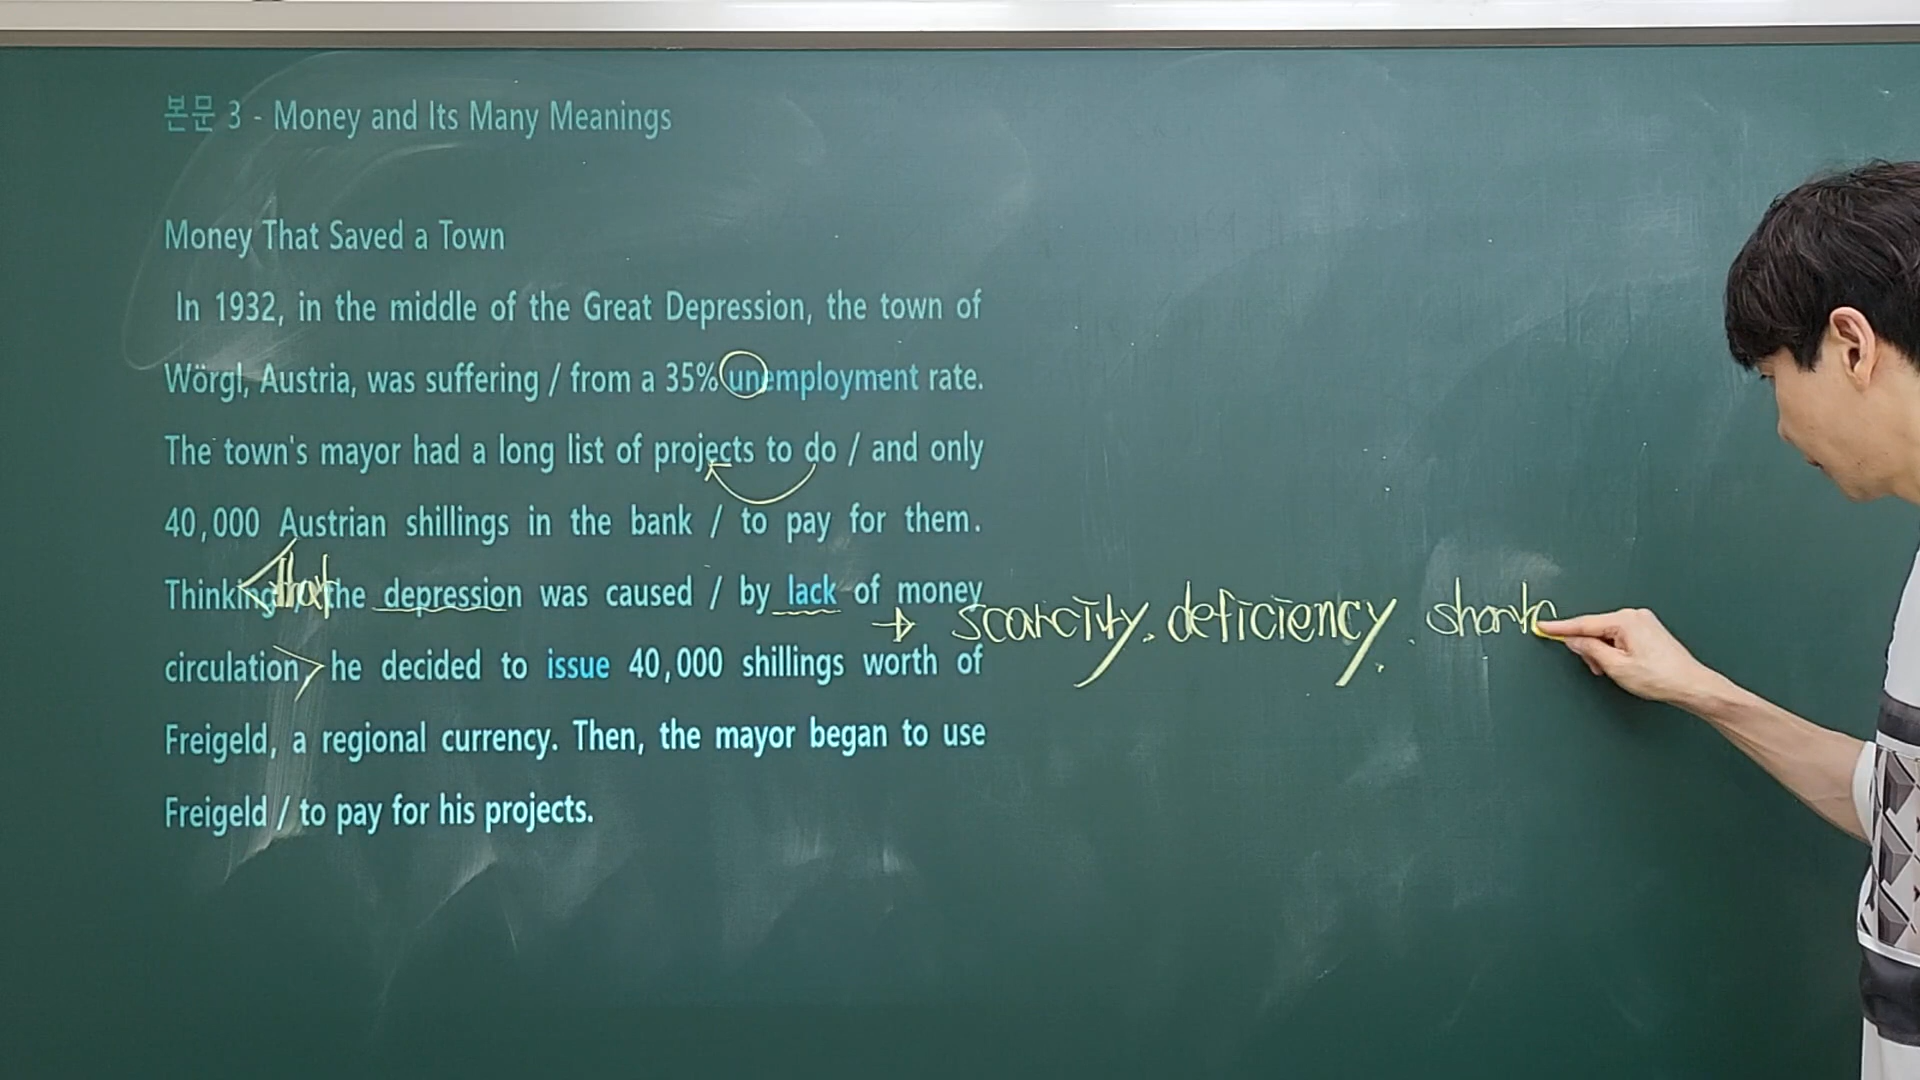 본문 3 - Money and Its Many Meanings
Money That Saved a Town
In 1932, in the middle of the Great Depression, the town of
Wörgl, Austria, was suffering / from a 35% unemployment rate.
The town's mayor had a long list of projects to do / and only
40,000 Austrian shillings in the bank / to pay for them.
that
Thinking / the depression was caused / by lack of money
→ scarcity. deficiency.
circulation, he decided to issue 40,000 shillings worth of
Freigeld, a regional currency. Then, the mayor began to use
Freigeld / to pay for his projects.